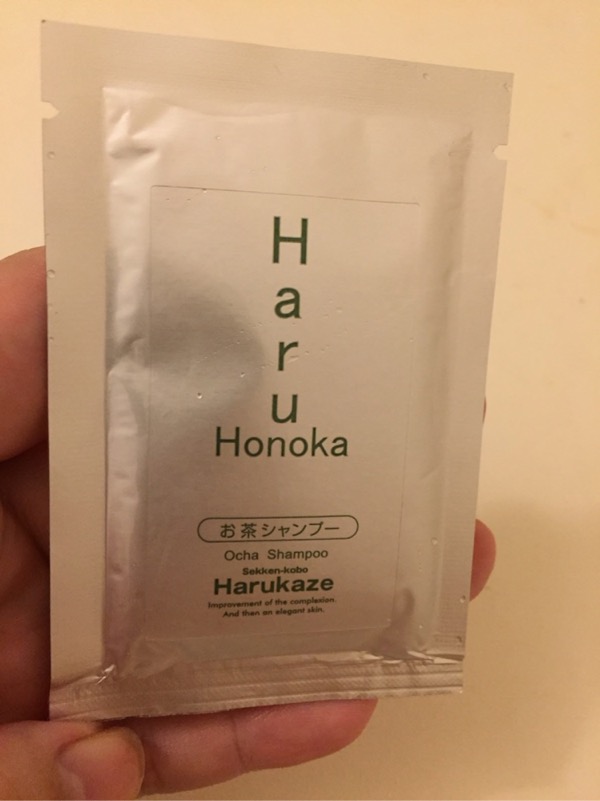 Haru
Honoka
お茶シャンプー
Ocha Shampoo
Sekken-kobo
Harukaze
Improvement of the complexion.
And then an elegant skin.